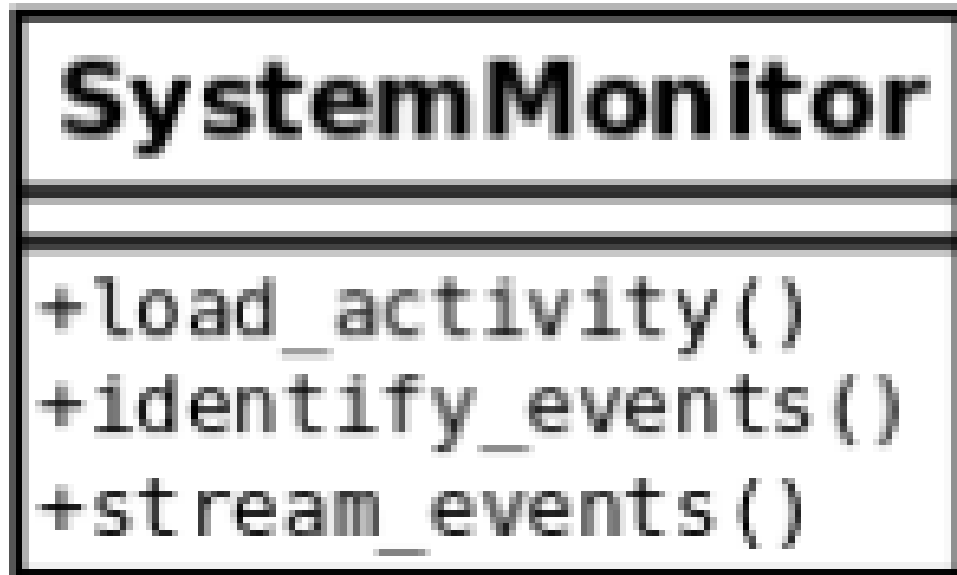 SystemMonitor
+load_activity()
+identify_events()
+stream_events()